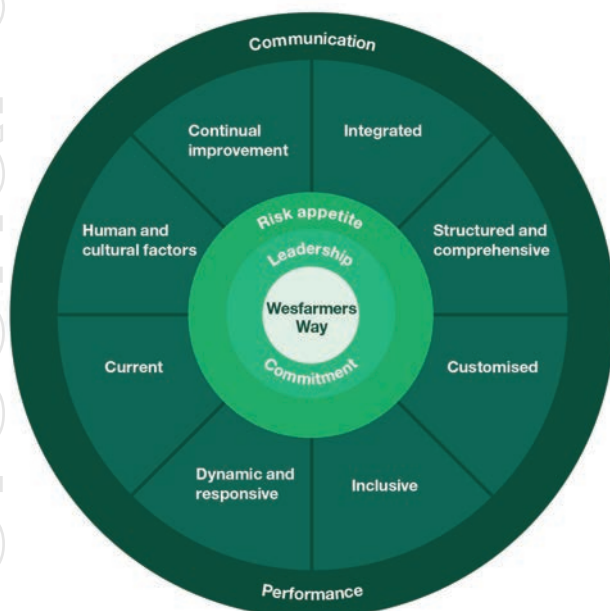 Communication
Continual
improvement
Integrated
Human and
cultural factors
Risk appetite
Structured and
comprehensive
Leadership
Wesfarmers
Way
Commitment
Current
Customised
Dynamic and
responsive
Inclusive
Performance